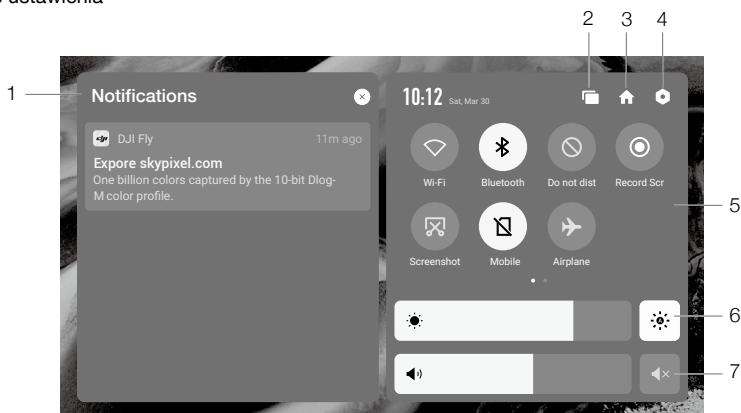 ustawienia
2 3 4
1
Notifications
10:12 Sat, Mar 30
dji DJI Fly 11m ago
Expore skypixel.com
One billion colors captured by the 10-bit Dlog-
M color profile.
Wi-Fi Bluetooth Do not dist Record Scr
5
Screenshot Mobile Airplane
6
7